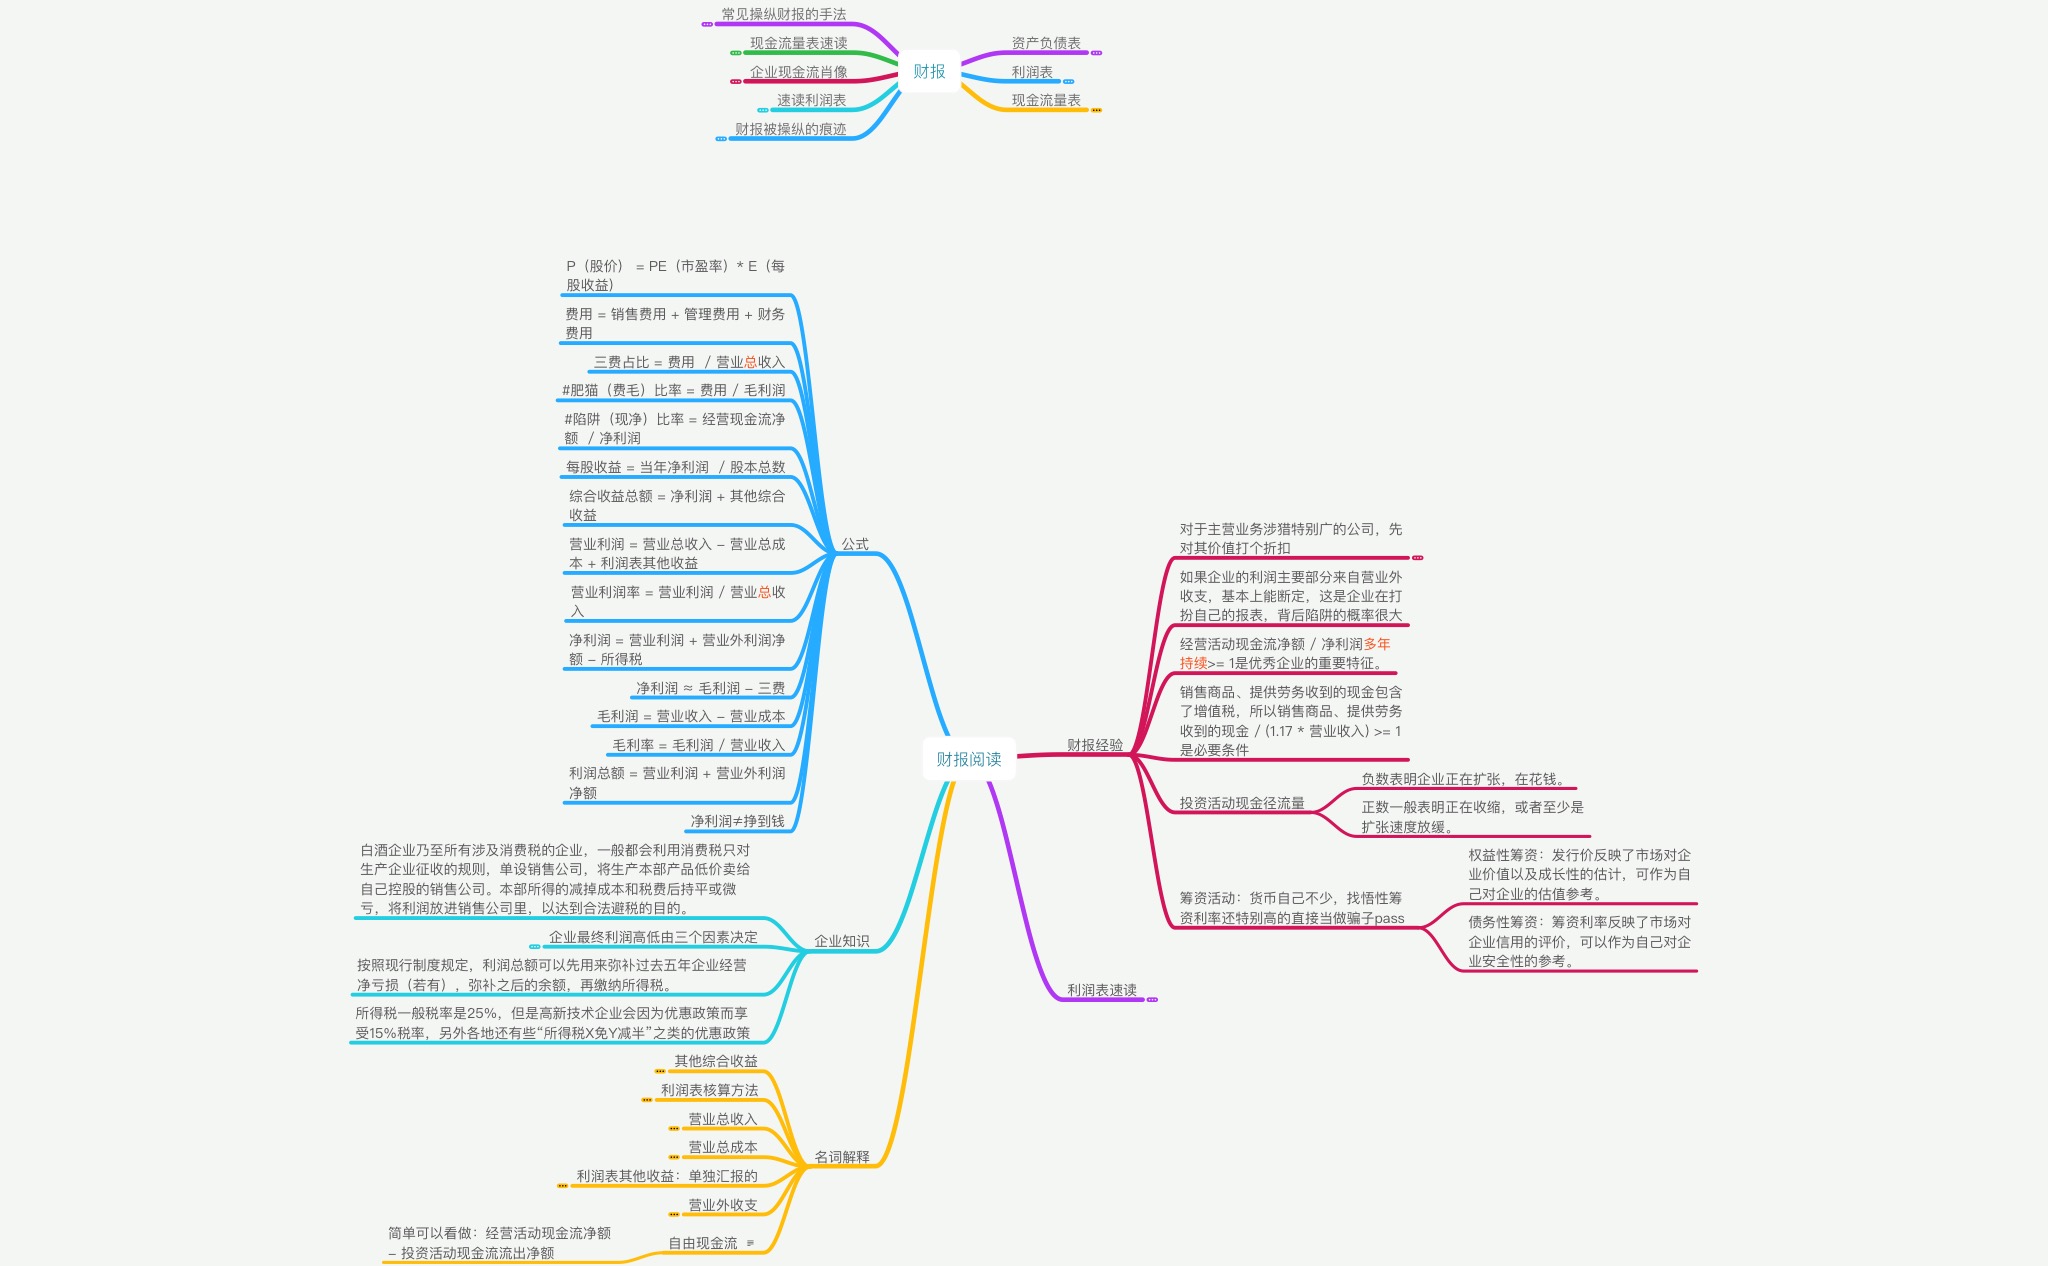 常见操纵财报的手法
现金流量表速读
企业现金流肖像
速读利润表
财报被操纵的痕迹
财报
资产负债表
利润表
现金流量表
P（股价） = PE（市盈率）* E（每
股收益）
费用 = 销售费用 + 管理费用 + 财务
费用
三费占比 = 费用 / 营业总收入
#肥猫（费毛）比率 = 费用 / 毛利润
#陷阱（现净）比率 = 经营现金流净
额 / 净利润
每股收益 = 当年净利润 / 股本总数
综合收益总额 = 净利润 + 其他综合
收益
营业利润 = 营业总收入 – 营业总成
本 + 利润表其他收益
营业利润率 = 营业利润 / 营业总收
入
净利润 = 营业利润 + 营业外利润净
额 – 所得税
净利润 ≈ 毛利润 – 三费
毛利润 = 营业收入 – 营业成本
毛利率 = 毛利润 / 营业收入
利润总额 = 营业利润 + 营业外利润
净额
净利润≠挣到钱
公式
白酒企业乃至所有涉及消费税的企业，一般都会利用消费税只对
生产企业征收的规则，单设销售公司，将生产本部产品低价卖给
自己控股的销售公司。本部所得的减掉成本和税费后持平或微
亏，将利润放进销售公司里，以达到合法避税的目的。
企业最终利润高低由三个因素决定
按照现行制度规定，利润总额可以先用来弥补过去五年企业经营
净亏损（若有），弥补之后的余额，再缴纳所得税。
所得税一般税率是25%，但是高新技术企业会因为优惠政策而享
受15%税率，另外各地还有些“所得税X免Y减半”之类的优惠政策
企业知识
其他综合收益
利润表核算方法
营业总收入
营业总成本
利润表其他收益：单独汇报的
营业外收支
简单可以看做：经营活动现金流净额
– 投资活动现金流流出净额
自由现金流
名词解释
财报阅读
财报经验
对于主营业务涉猎特别广的公司，先
对其价值打个折扣
如果企业的利润主要部分来自营业外
收支，基本上能断定，这是企业在打
扮自己的报表，背后陷阱的概率很大
经营活动现金流净额 / 净利润多年
持续>= 1是优秀企业的重要特征。
销售商品、提供劳务收到的现金包含
了增值税，所以销售商品、提供劳务
收到的现金 / (1.17 * 营业收入) >= 1
是必要条件
投资活动现金径流量
负数表明企业正在扩张，在花钱。
正数一般表明正在收缩，或者至少是
扩张速度放缓。
筹资活动：货币自己不少，找悟性筹
资利率还特别高的直接当做骗子pass
权益性筹资：发行价反映了市场对企
业价值以及成长性的估计，可作为自
己对企业的估值参考。
债务性筹资：筹资利率反映了市场对
企业信用的评价，可以作为自己对企
业安全性的参考。
利润表速读